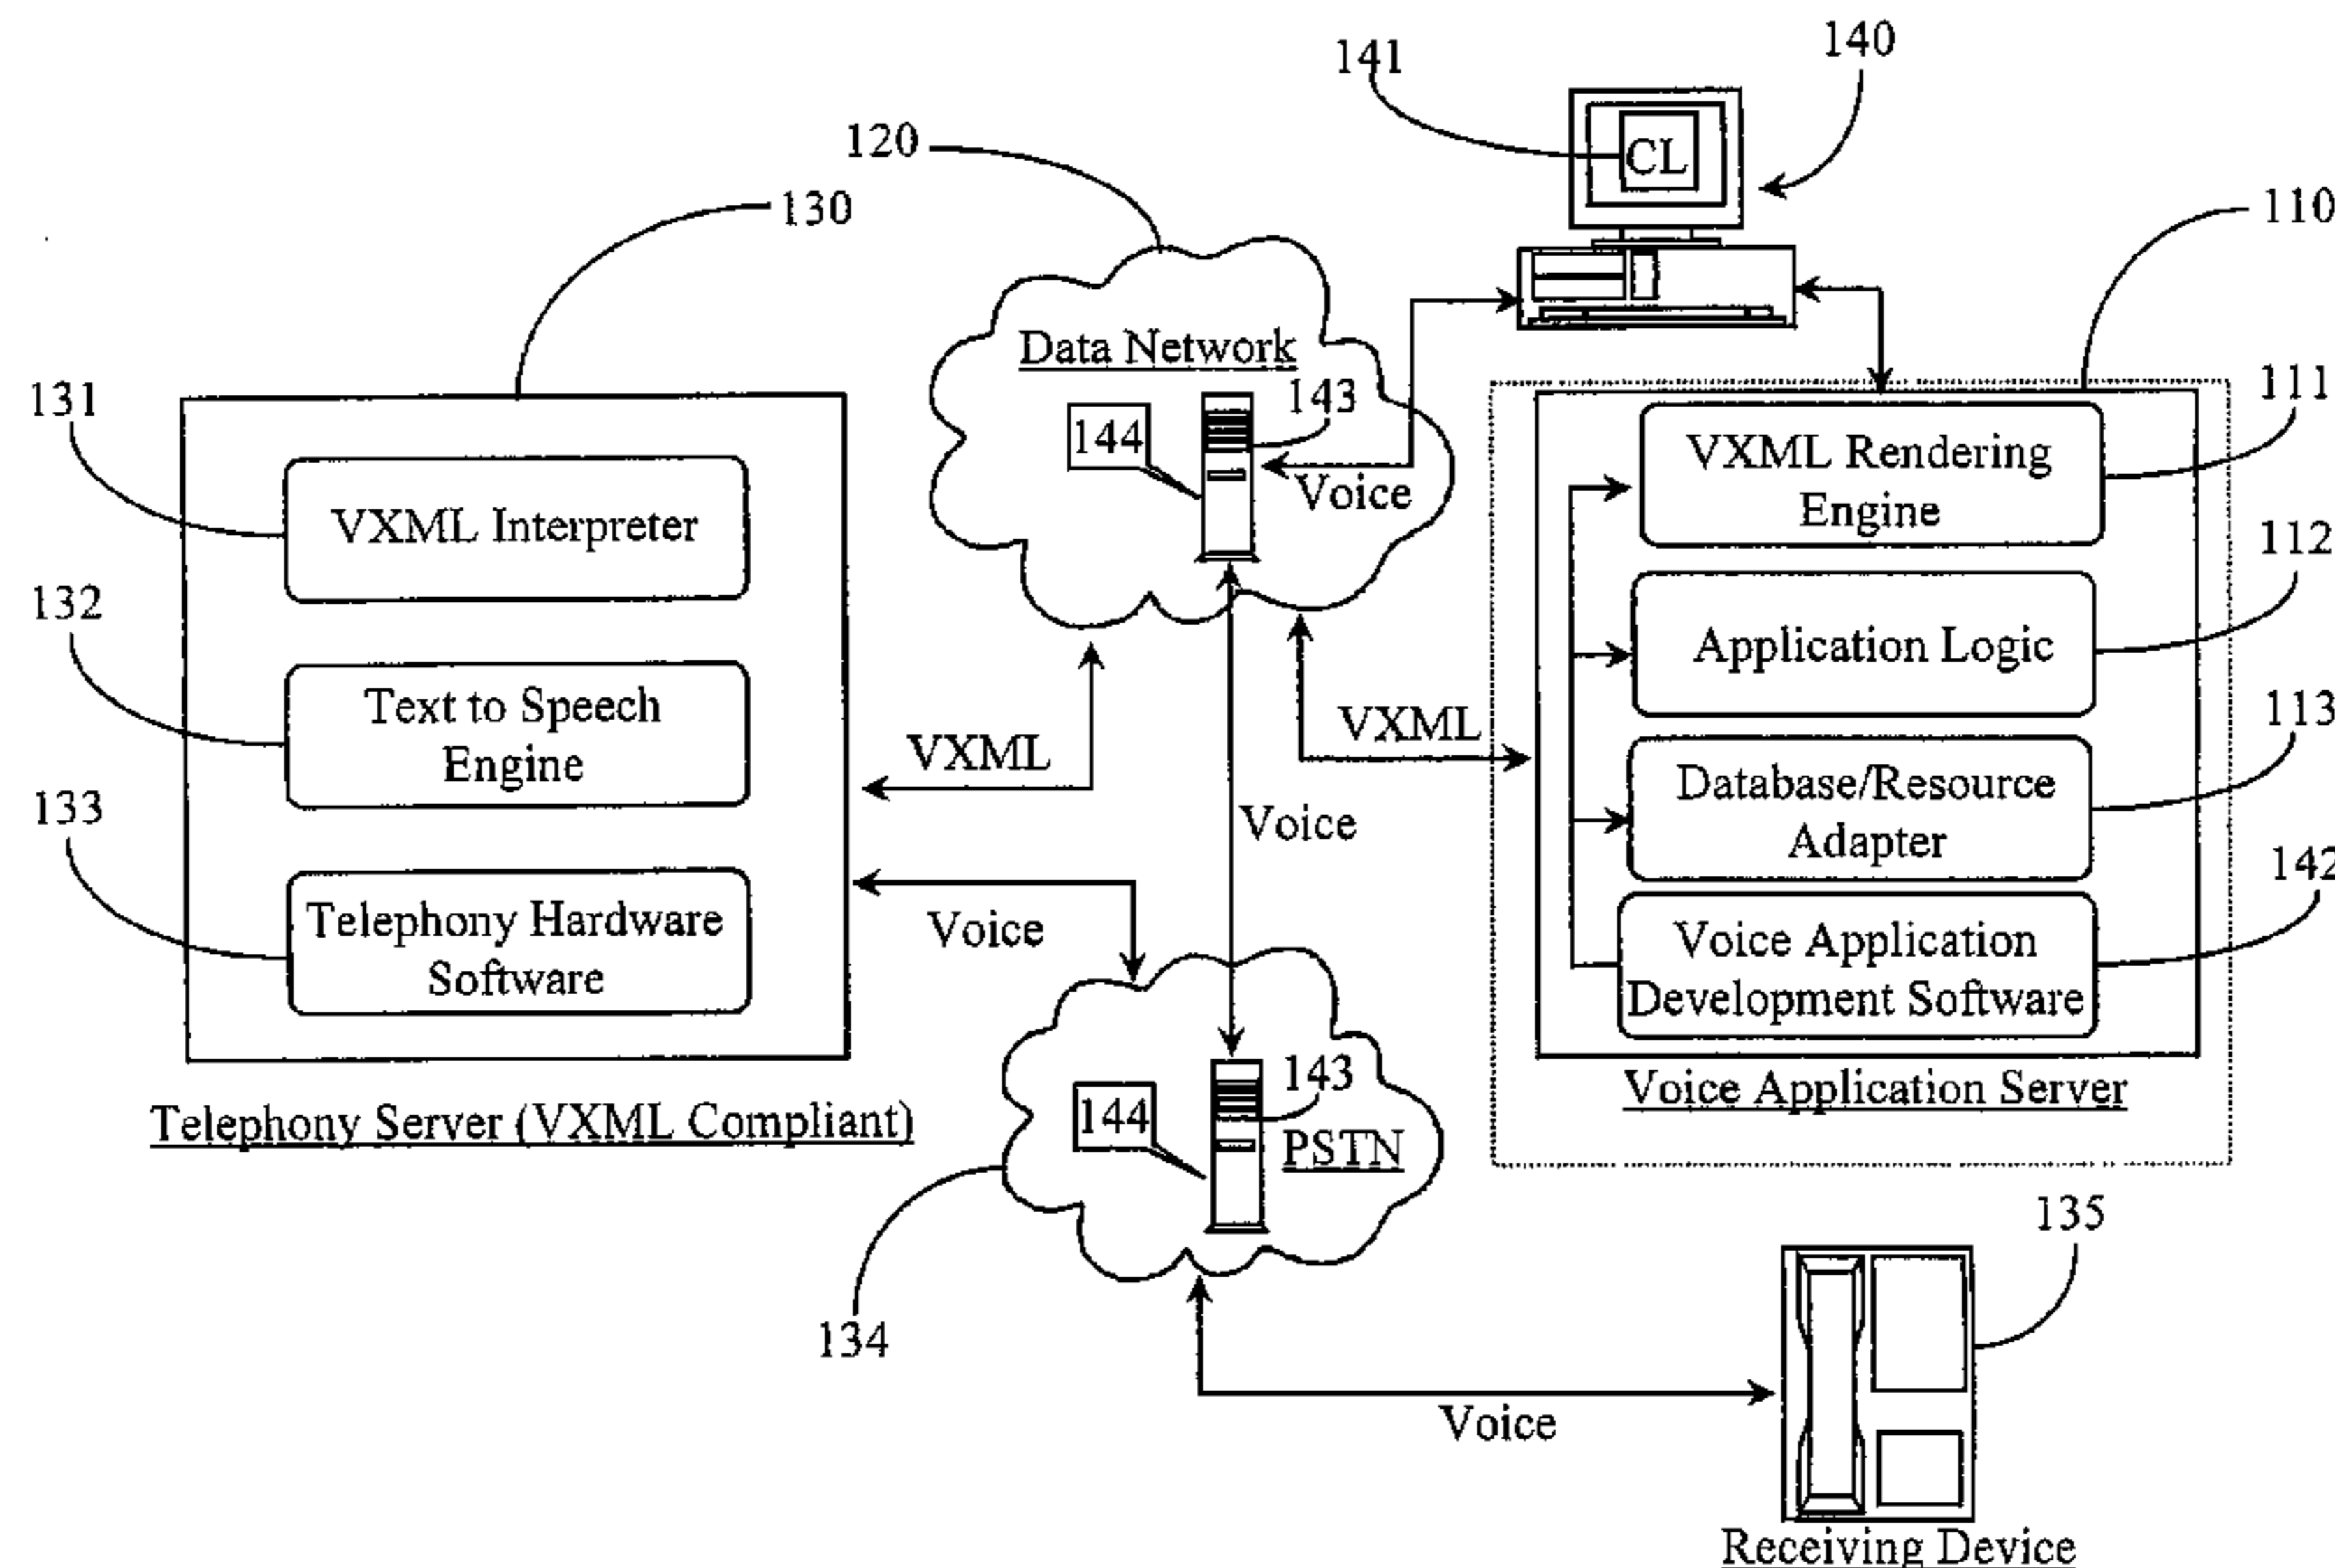 141
140
120
CL
130
110
Data Network
131
143
111
144
VXML Rendering
Engine
Voice
VXML Interpreter
112
132
Application Logic
Text to Speech
Engine
VXML
VXML
113
Database/Resource
Adapter
133
Voice
142
Telephony Hardware
Software
Voice
Voice Application
Development Software
143
144
PSTN
Voice Application Server
Telephony Server (VXML Compliant)
135
134
Voice
Receiving Device